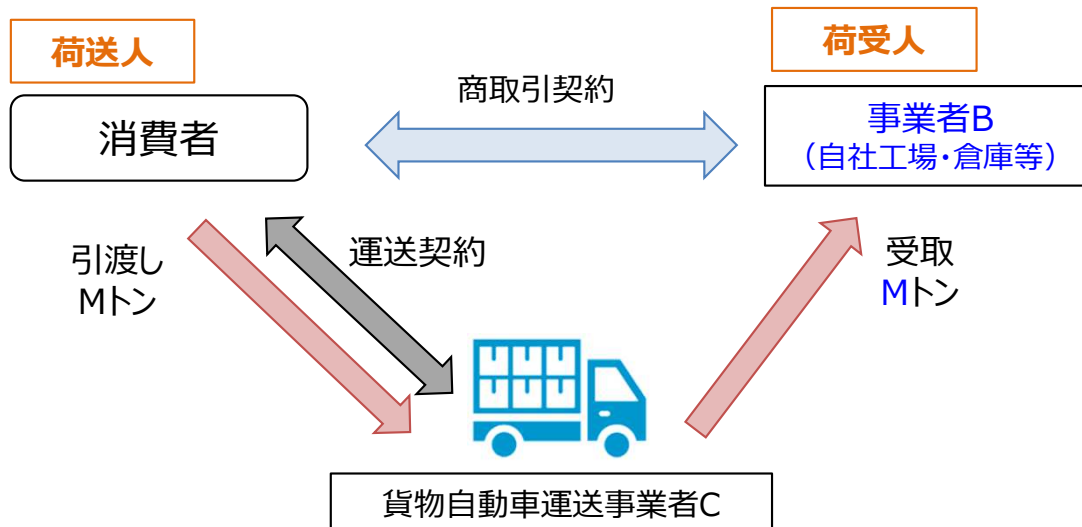 荷送人
荷受人
消費者
商取引契約
事業者B
（自社工場・倉庫等）
引渡し
Mトン
運送契約
受取
Mトン
貨物自動車運送事業者C